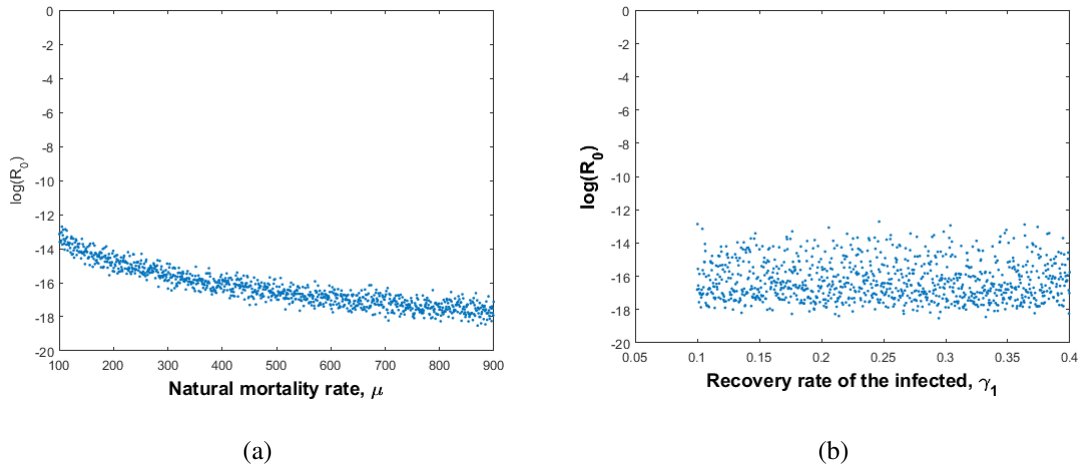 0
-2
-4
-6
-8
-10
-12
-14
-16
-18
-20
log(R_0)
100 200 300 400 500 600 700 800 900
Natural mortality rate, μ
(a)
0
-2
-4
-6
-8
-10
-12
-14
-16
-18
-20
log(R_0)
0.05 0.1 0.15 0.2 0.25 0.3 0.35 0.4
Recovery rate of the infected, γ_1
(b)